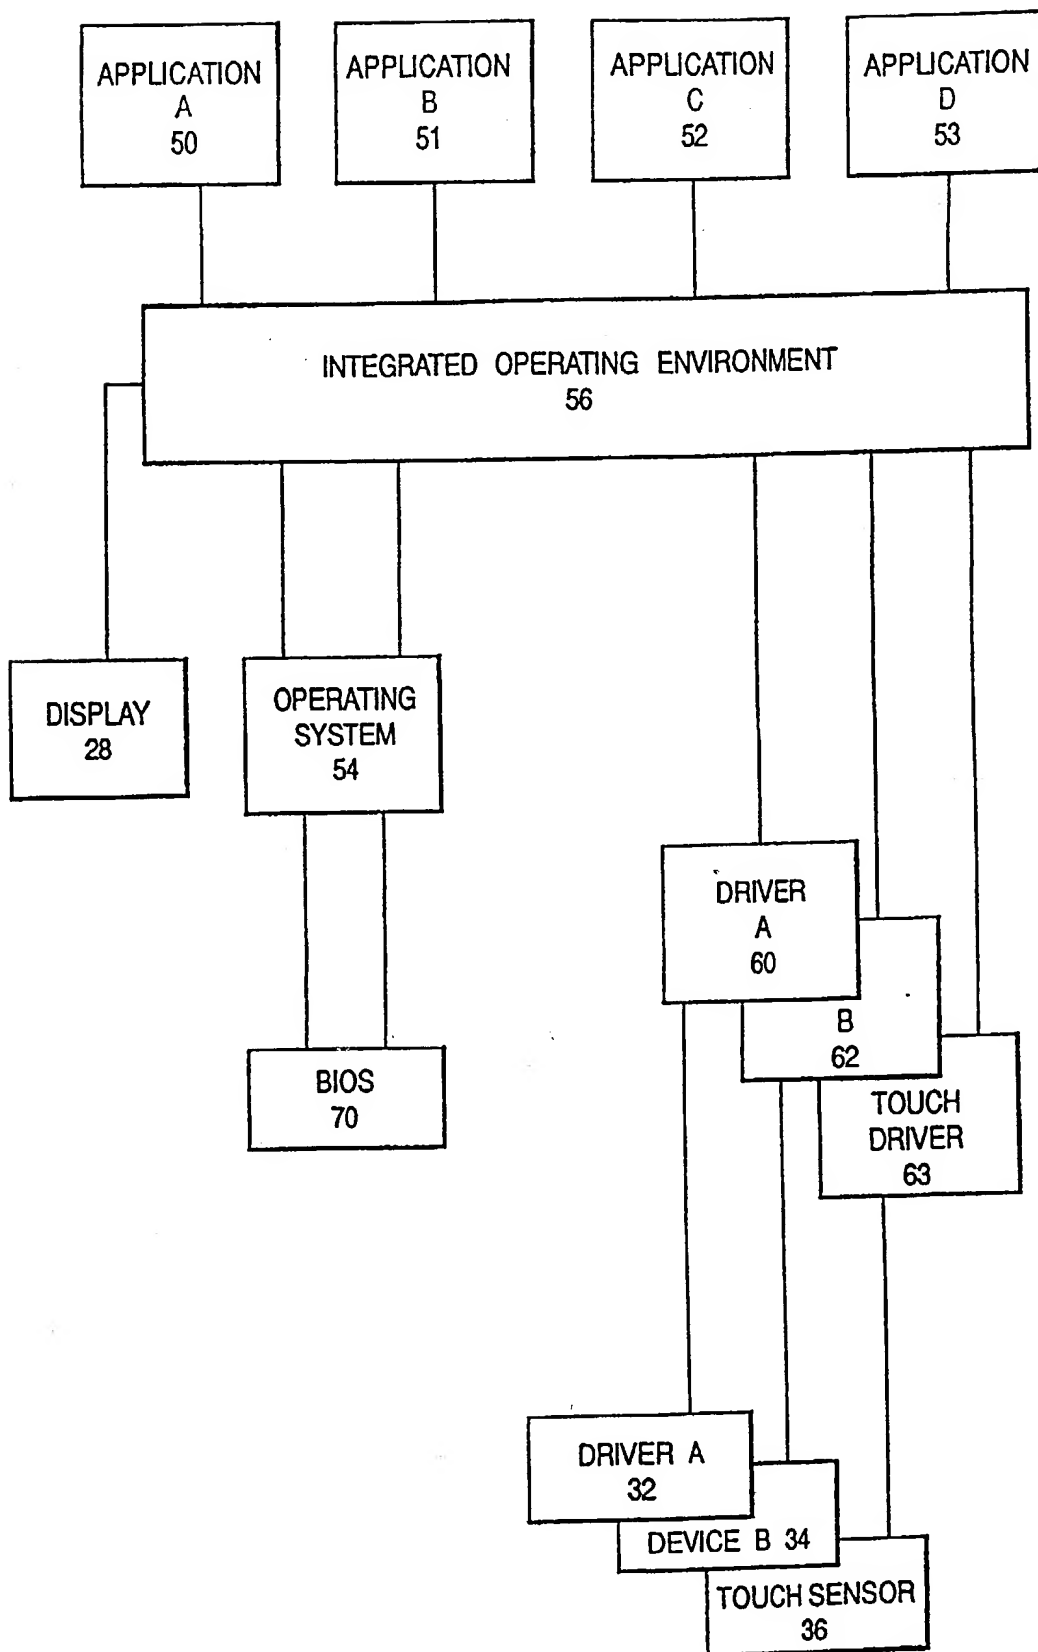 APPLICATION
A
50
APPLICATION
B
51
APPLICATION
C
52
APPLICATION
D
53
INTEGRATED OPERATING ENVIRONMENT
56
DISPLAY
28
OPERATING
SYSTEM
54
DRIVER
A
60
B
62
BIOS
70
TOUCH
DRIVER
63
DRIVER A
32
DEVICE B 34
TOUCH SENSOR
36